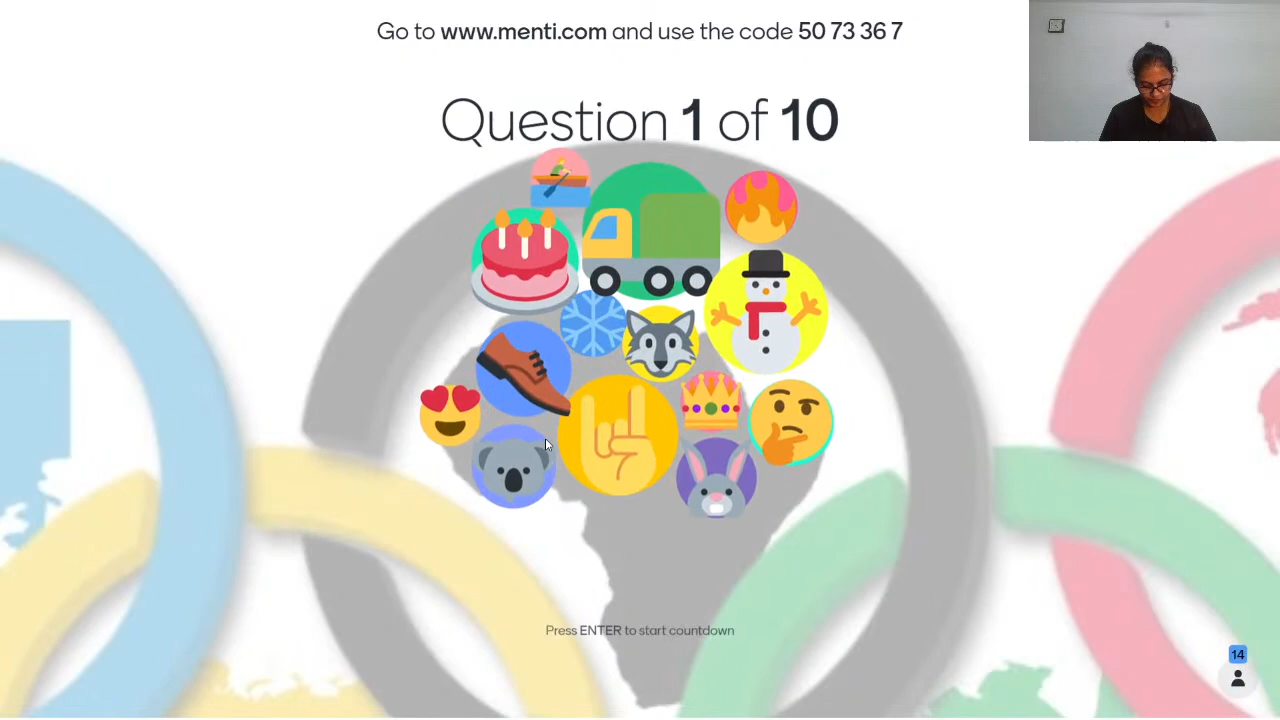 Go to www.menti.com and use the code 50 73 36 7
Question 1 of 10
Press ENTER to start countdown
14